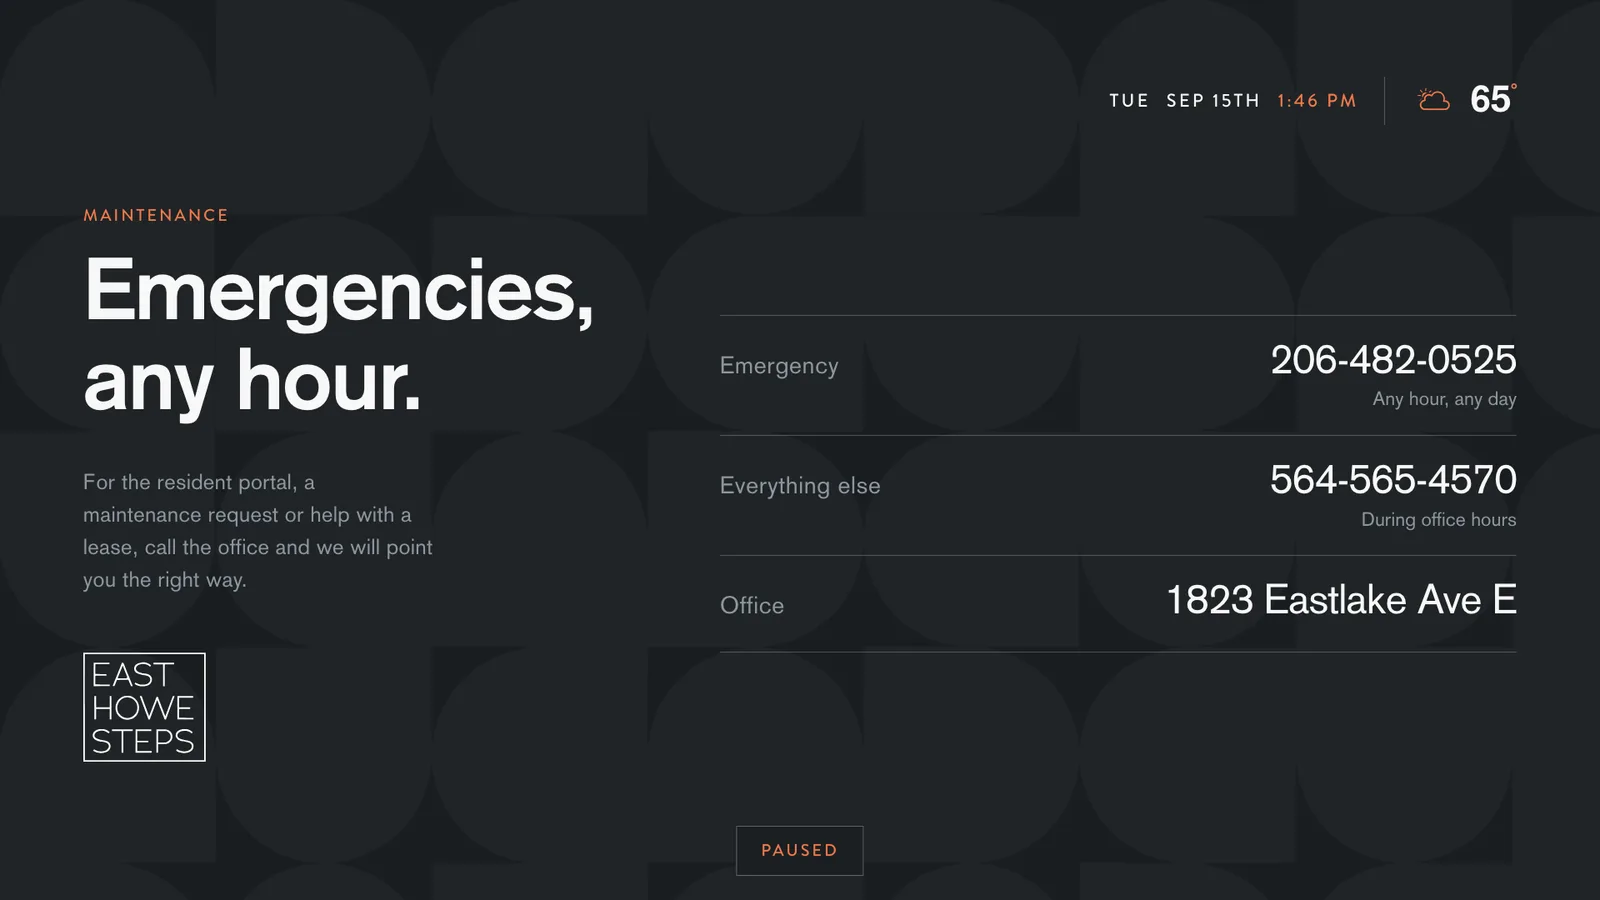 TUE SEP 15TH 1:46 PM
65°
MAINTENANCE
Emergencies,
any hour.
For the resident portal, a
maintenance request or help with a
lease, call the office and we will point
you the right way.
EAST
HOWE
STEPS
Emergency
206-482-0525
Any hour, any day
Everything else
564-565-4570
During office hours
Office
1823 Eastlake Ave E
PAUSED